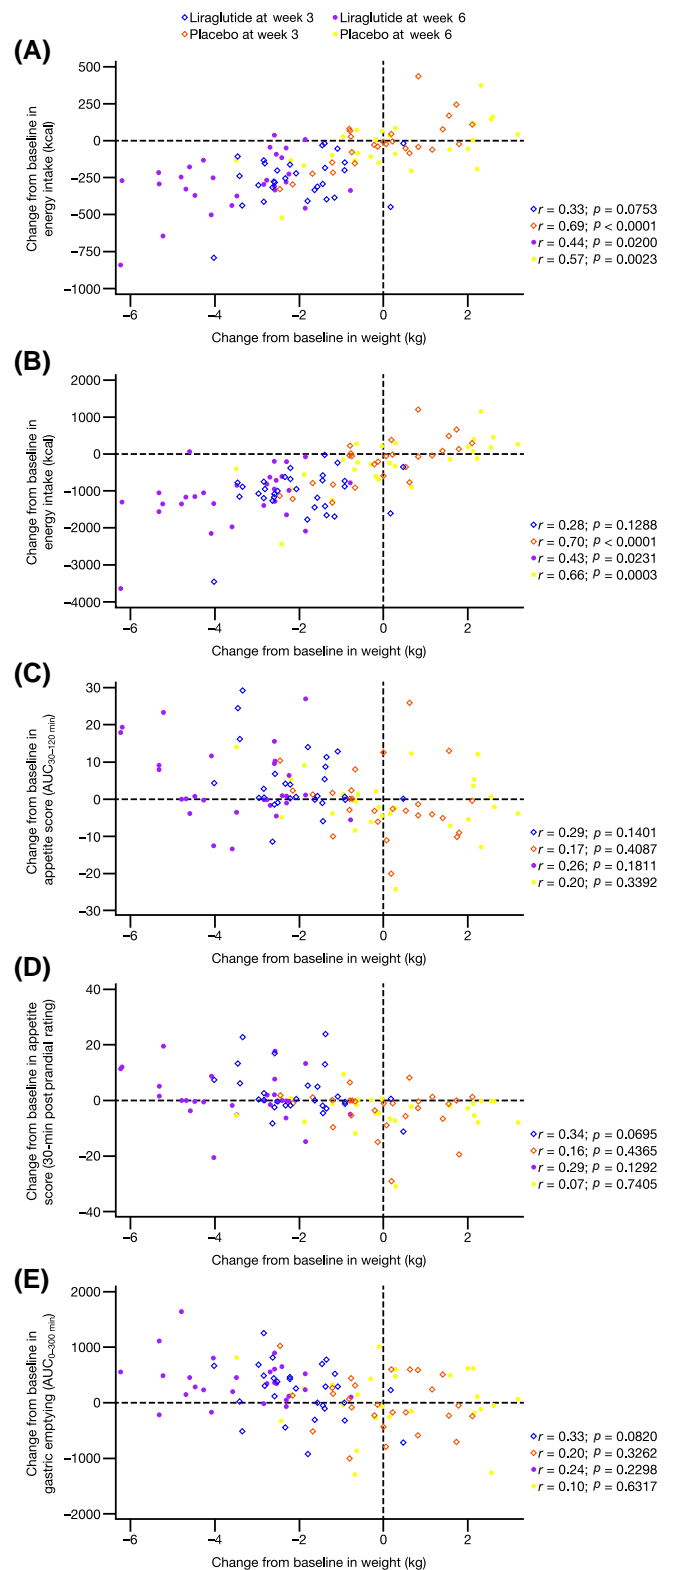 Liraglutide at week 3 Liraglutide at week 6
Placebo at week 3 Placebo at week 6
(A)
500
250
0
−250
−500
−750
−1000
Change from baseline in
energy intake (kcal)
r = 0.33; p = 0.0753
r = 0.69; p < 0.0001
r = 0.44; p = 0.0200
r = 0.57; p = 0.0023
−6 −4 −2 0 2
Change from baseline in weight (kg)
(B)
2000
1000
0
−1000
−2000
−3000
−4000
Change from baseline in
energy intake (kcal)
r = 0.28; p = 0.1288
r = 0.70; p < 0.0001
r = 0.43; p = 0.0231
r = 0.66; p = 0.0003
−6 −4 −2 0 2
Change from baseline in weight (kg)
(C)
30
20
10
0
−10
−20
−30
Change from baseline in
appetite score (AUC30–120 min)
r = 0.29; p = 0.1401
r = 0.17; p = 0.4087
r = 0.26; p = 0.1811
r = 0.20; p = 0.3392
−6 −4 −2 0 2
Change from baseline in weight (kg)
(D)
40
20
0
−20
−40
Change from baseline in appetite
score (30-min post prandial rating)
r = 0.34; p = 0.0695
r = 0.16; p = 0.4365
r = 0.29; p = 0.1292
r = 0.07; p = 0.7405
−6 −4 −2 0 2
Change from baseline in weight (kg)
(E)
2000
1000
0
−1000
−2000
Change from baseline in
gastric emptying (AUC0–300 min)
r = 0.33; p = 0.0820
r = 0.20; p = 0.3262
r = 0.24; p = 0.2298
r = 0.10; p = 0.6317
−6 −4 −2 0 2
Change from baseline in weight (kg)